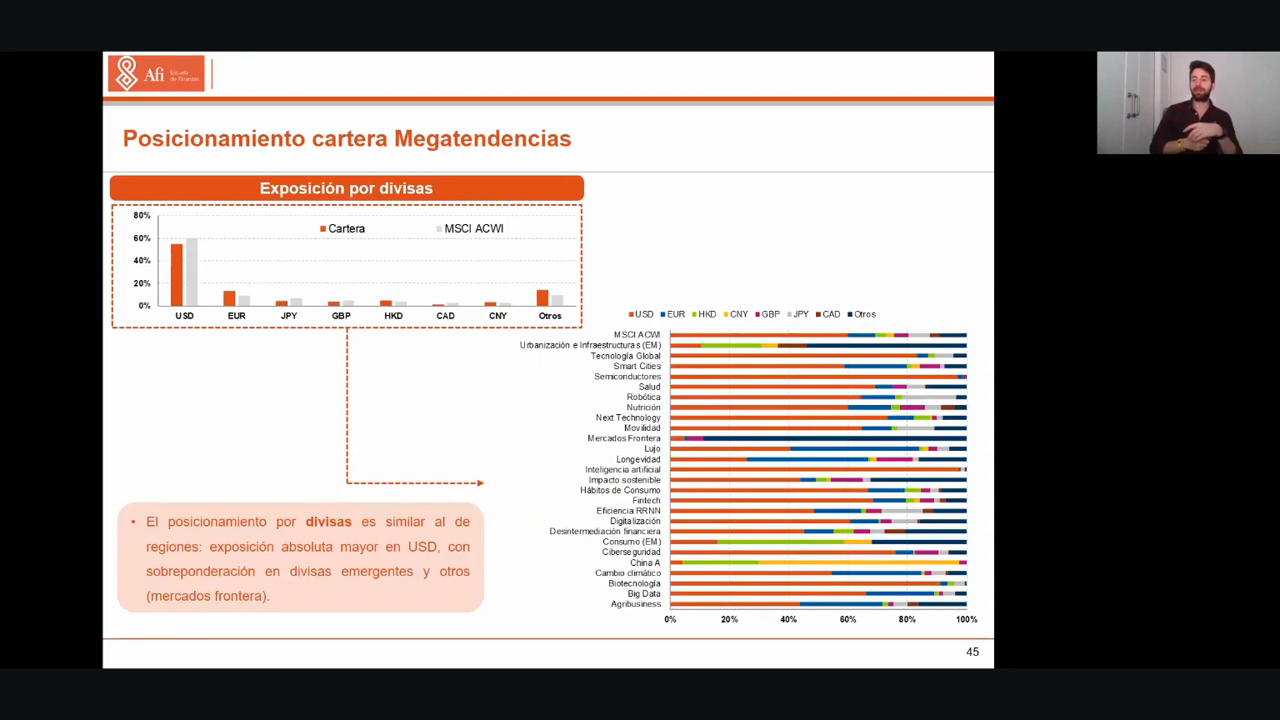 Afi Escuela de Finanzas
Posicionamiento cartera Megatendencias
Exposición por divisas
80%
60%
40%
20%
0%
Cartera
MSCI ACWI
USD
EUR
JPY
GBP
HKD
CAD
CNY
Otros
USD EUR HKD CNY GBP JPY CAD Otros
MSCI ACWI
Urbanización e Infraestructuras (EM)
Tecnología Global
Smart Cities
Semiconductores
Salud
Robótica
Nutrición
Next Technology
Movilidad
Mercados Frontera
Lujo
Longevidad
Inteligencia artificial
Impacto sostenible
Hábitos de Consumo
Fintech
Eficiencia RRNN
Digitalización
Desintermediación financiera
Consumo (EM)
Ciberseguridad
China A
Cambio climático
Biotecnología
Big Data
Agribusiness
0% 20% 40% 60% 80% 100%
• El posicionamiento por divisas es similar al de
regiones: exposición absoluta mayor en USD, con
sobreponderación en divisas emergentes y otros
(mercados frontera).
45